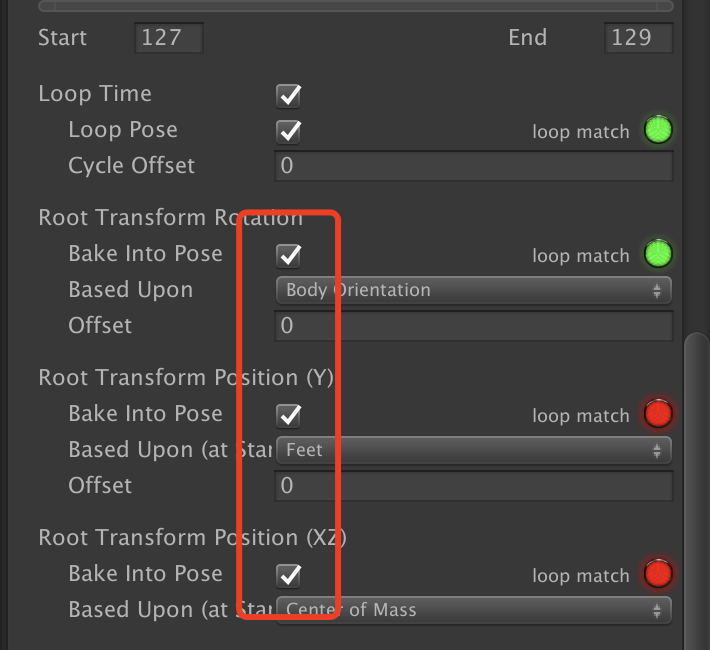 Start 127 End 129
Loop Time
Loop Pose loop match
Cycle Offset 0
Root Transform Rotation
Bake Into Pose loop match
Based Upon Body Orientation
Offset 0
Root Transform Position (Y)
Bake Into Pose loop match
Based Upon (at Star Feet
Offset 0
Root Transform Position (XZ)
Bake Into Pose loop match
Based Upon (at Star Center of Mass